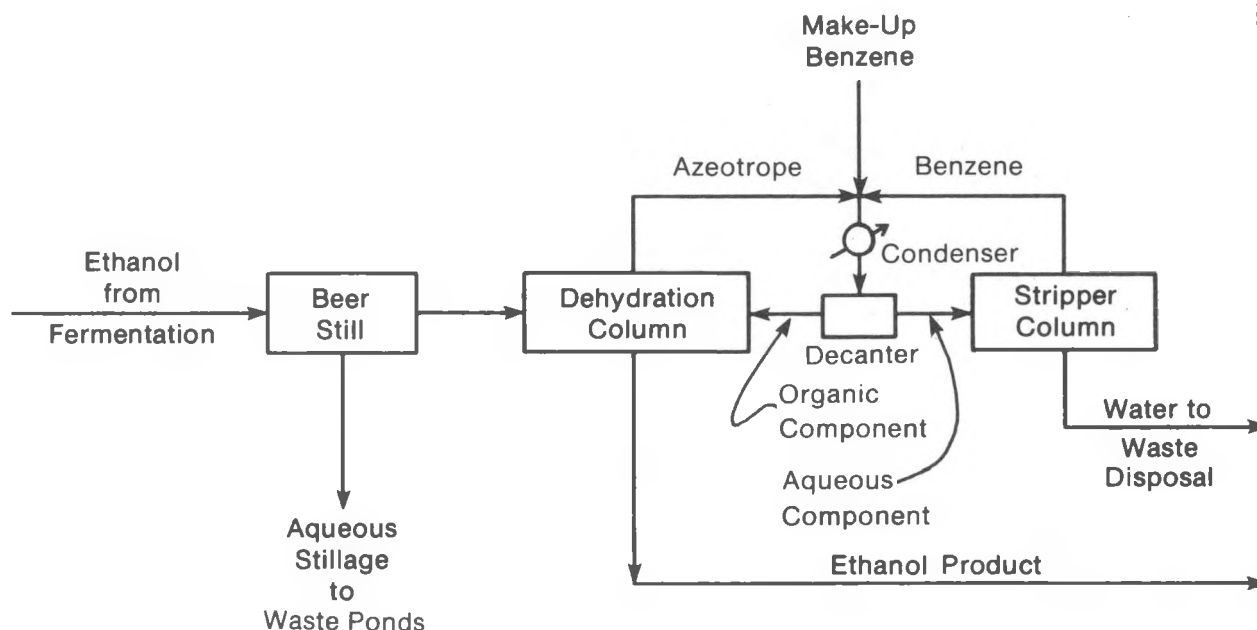 Make-Up
Benzene
Azeotrope
Benzene
Condenser
Ethanol
from
Fermentation
Beer
Still
Dehydration
Column
Stripper
Column
Decanter
Organic
Component
Water to
Waste
Disposal
Aqueous
Component
Aqueous
Stillage
to
Waste Ponds
Ethanol Product